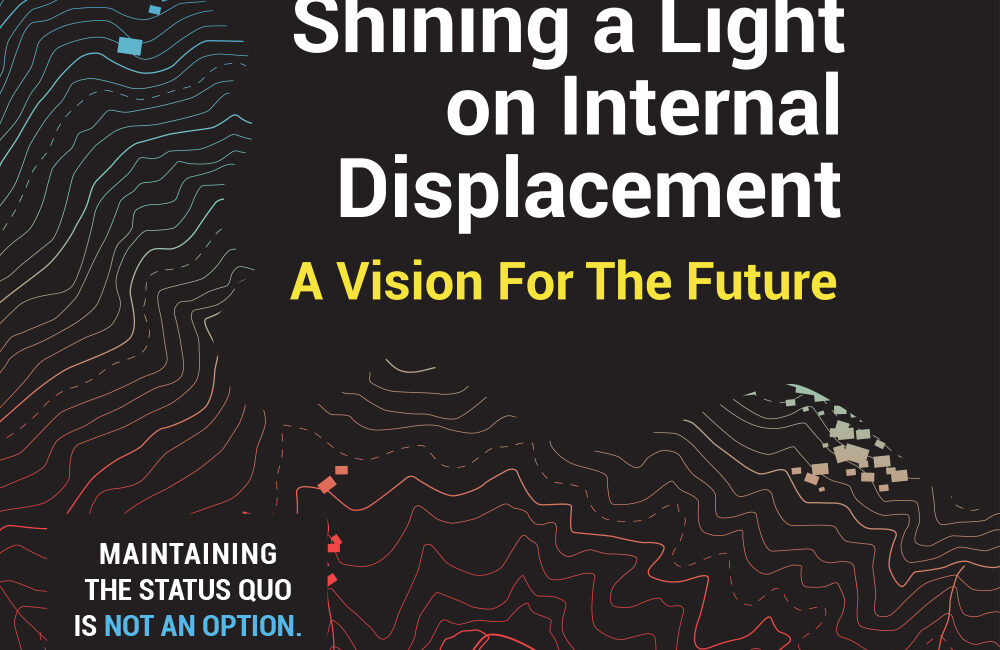 Shining a Light
on Internal
Displacement
A Vision For The Future
MAINTAINING
THE STATUS QUO
IS NOT AN OPTION.